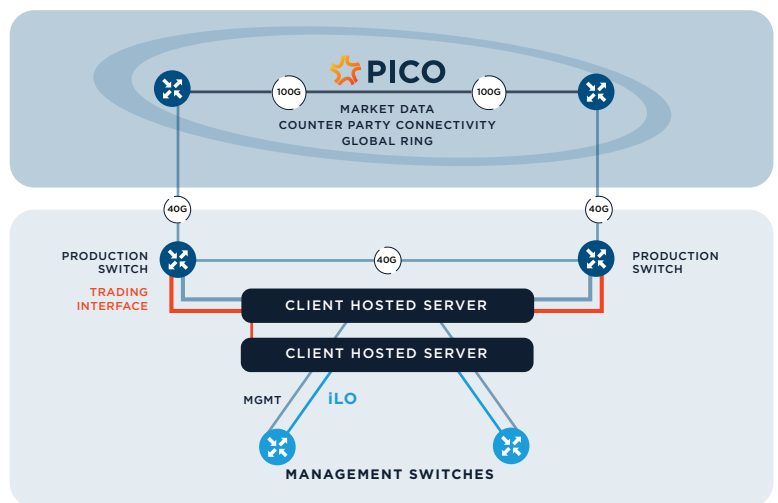 PICO
100G
100G
MARKET DATA
COUNTER PARTY CONNECTIVITY
GLOBAL RING
40G
40G
PRODUCTION
SWITCH
40G
PRODUCTION
SWITCH
TRADING
INTERFACE
CLIENT HOSTED SERVER
CLIENT HOSTED SERVER
MGMT
iLO
MANAGEMENT SWITCHES